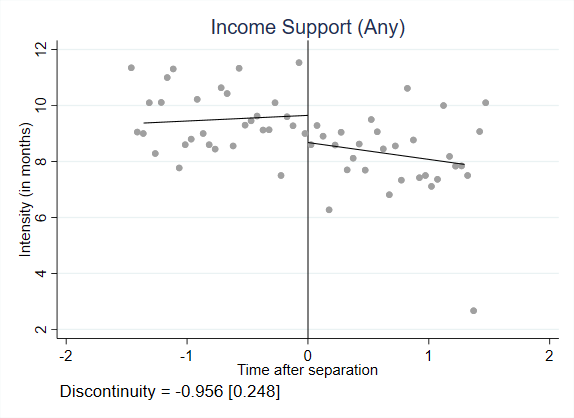 Income Support (Any)
Intensity (in months)
12
10
8
6
4
2
-2 -1 0 1 2
Time after separation
Discontinuity = -0.956 [0.248]